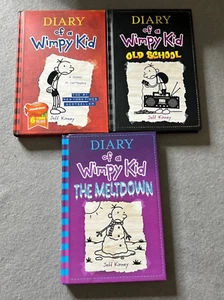 DIARY
of a
Wimpy Kid
Jeff Kinney
DIARY
of a
Wimpy Kid
OLD SCHOOL
Jeff Kinney
DIARY
of a
Wimpy Kid
THE MELTDOWN
Jeff Kinney